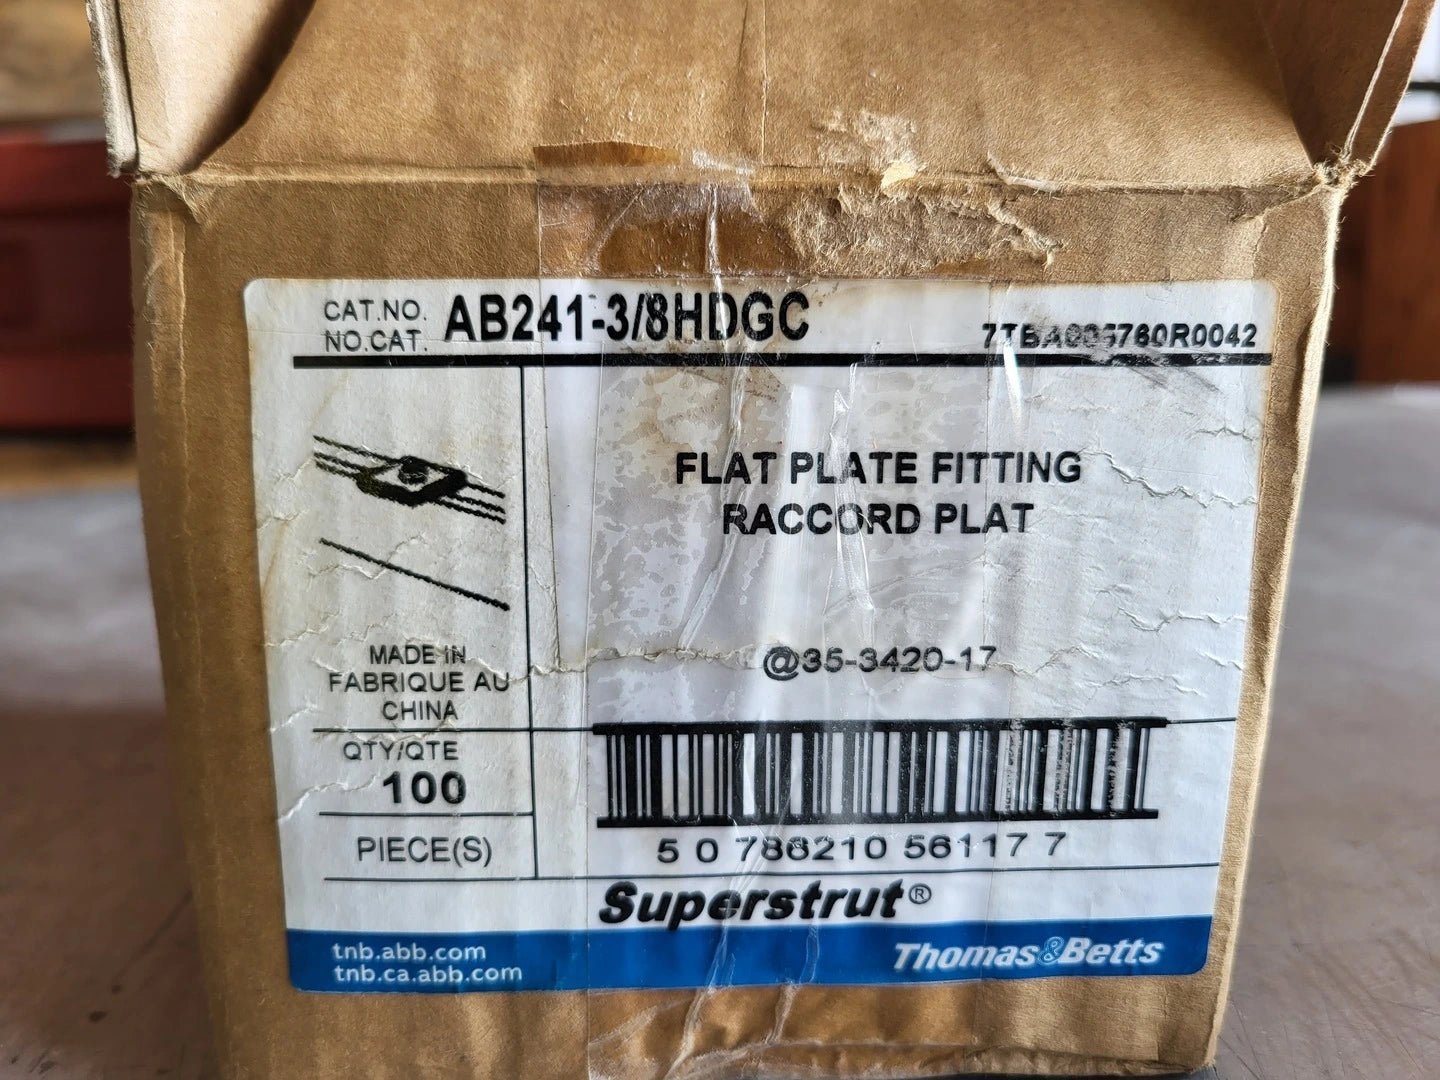 CAT.NO. AB241-3/8HDGC
NO.CAT.
FLAT PLATE FITTING
RACCORD PLAT
@35-3420-17
MADE IN
FABRIQUE AU
CHINA
QTY/QTE
100
PIECE(S)
5 0 786210 56117 7
Superstrut®
tnb.abb.com
tnb.ca.abb.com
Thomas&Betts